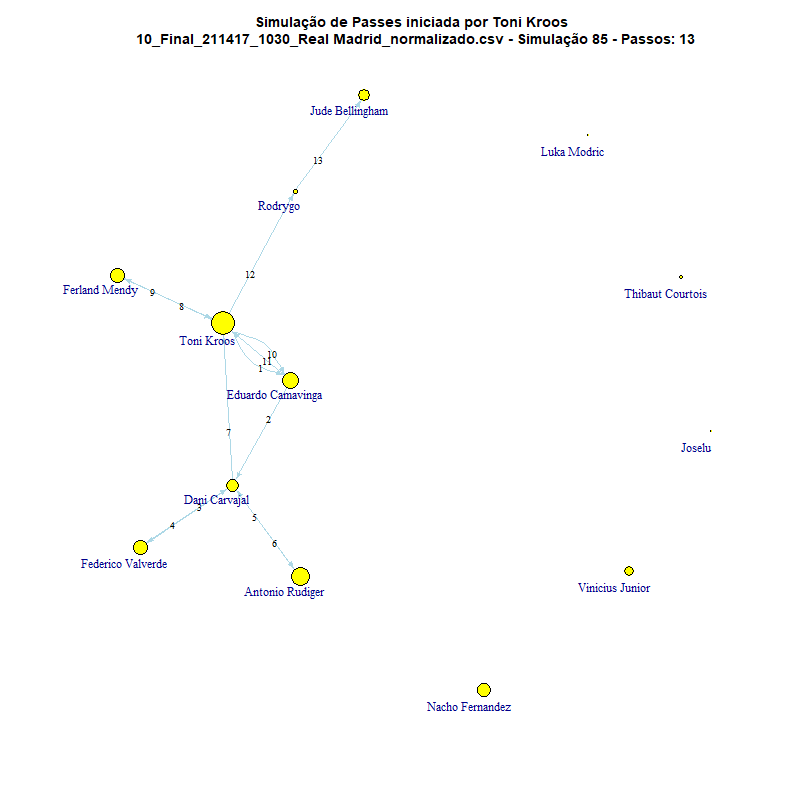 Simulação de Passes iniciada por Toni Kroos
10_Final_211417_1030_Real Madrid_normalizado.csv - Simulação 85 - Passos: 13
Jude Bellingham
Luka Modric
13
Rodrygo
12
Ferland Mendy
9
8
Thibaut Courtois
Toni Kroos
10
11
1
Eduardo Camavinga
2
7
Joselu
Dani Carvajal
3
5
4
6
Federico Valverde
Antonio Rudiger
Vinicius Junior
Nacho Fernandez